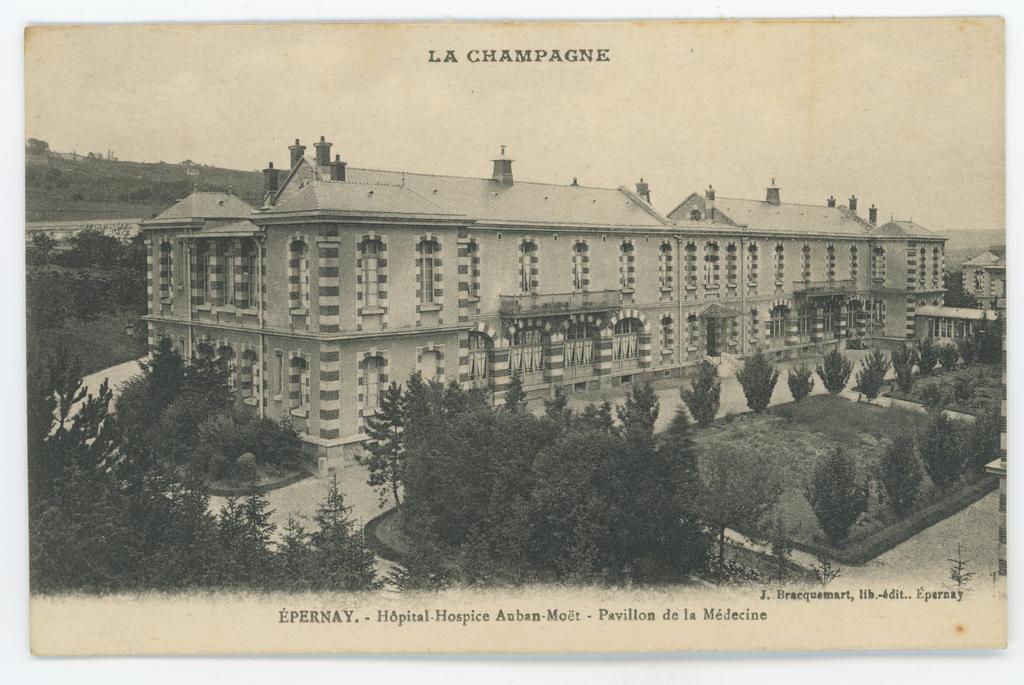 LA CHAMPAGNE
J. Bracquemart, lib.-édit.. Épernay
ÉPERNAY. - Hôpital-Hospice Auban-Moët - Pavillon de la Médecine